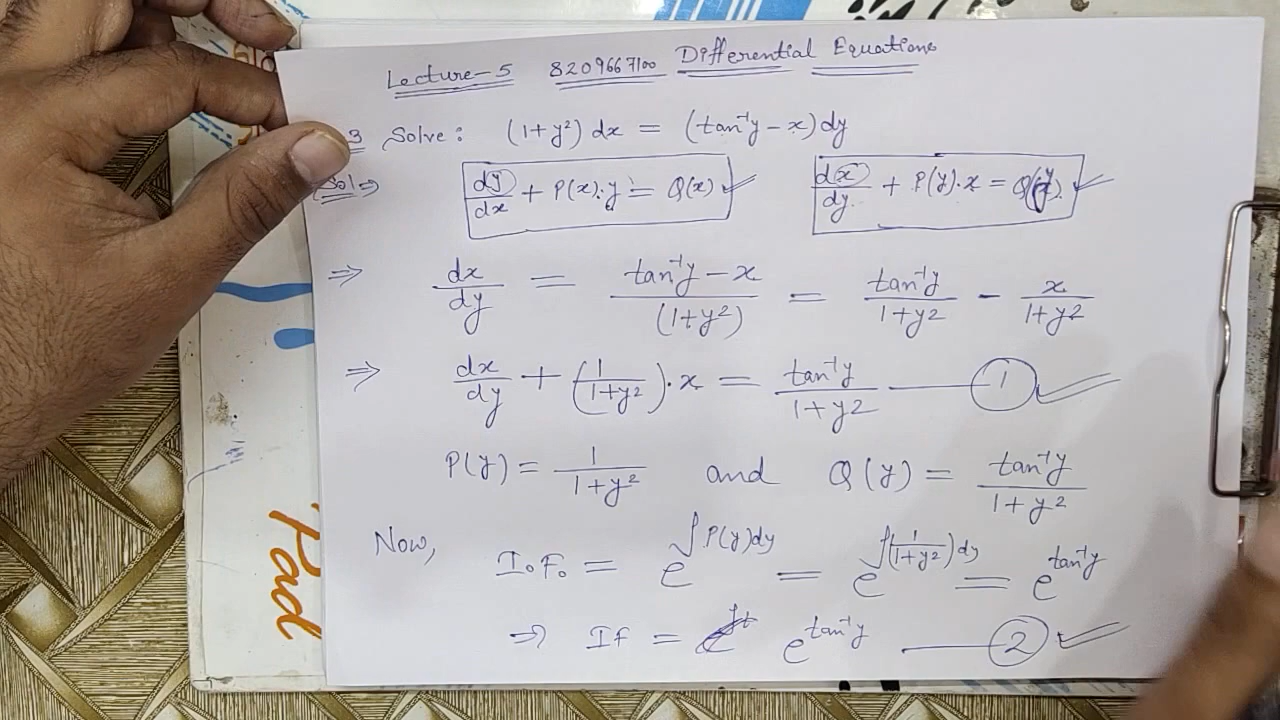 Lecture-5 8209667100 Differential Equations
3 Solve: (1+y²) dx = (tan⁻¹y - x) dy
Sol ⇒ dy/dx + P(x).y = Q(x) dx/dy + P(y).x = Q(y)
⇒ dx/dy = tan⁻¹y - x/(1+y²) = tan⁻¹y/1+y² - x/1+y²
⇒ dx/dy + (1/1+y²).x = tan⁻¹y/1+y² — 1
P(y) = 1/1+y² and Q(y) = tan⁻¹y/1+y²
Now, I.F. = e^∫P(y)dy = e^∫(1/1+y²)dy = e^tan⁻¹y
⇒ If = e^tan⁻¹y — 2
Pad